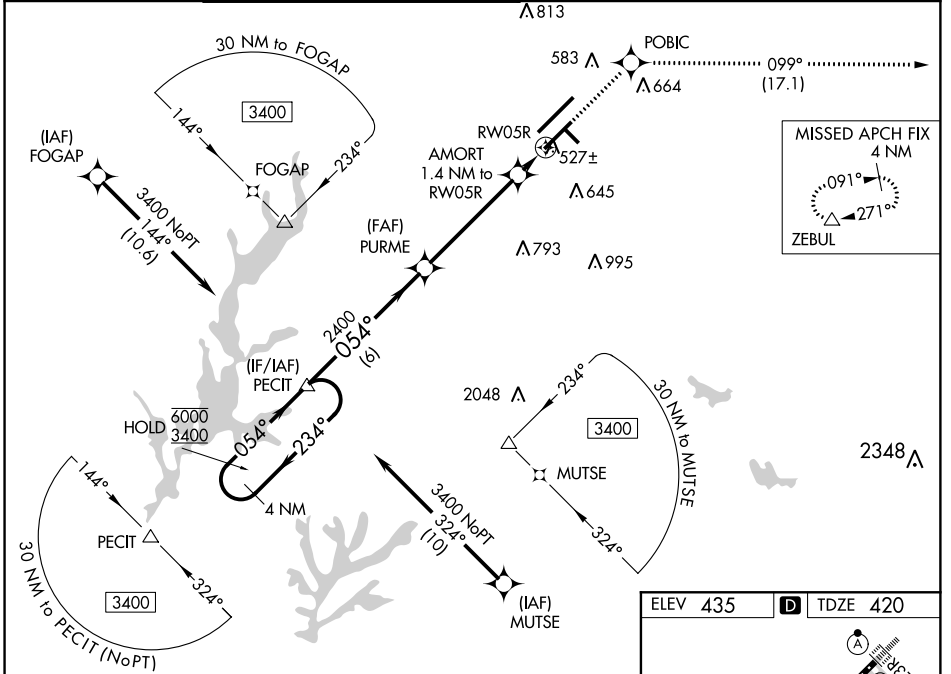 813
30 NM to FOGAP
3400
144°
234°
FOGAP
(IAF)
FOGAP
3400 NoPT
144°
(10.6)
583
POBIC
664
099°
(17.1)
RW05R
527±
AMORT
1.4 NM to
RW05R
645
MISSED APCH FIX
4 NM
091°
271°
ZEBUL
(FAF)
PURME
793
995
2400
054°
(6)
(IF/IAF)
PECIT
HOLD
6000
3400
054°
234°
4 NM
2048
234°
30 NM to MUTSE
3400
MUTSE
324°
2348
144°
PECIT
324°
3400
30 NM to PECIT (NoPT)
3400 NoPT
324°
(10)
(IAF)
MUTSE
ELEV 435
D
TDZE 420
A